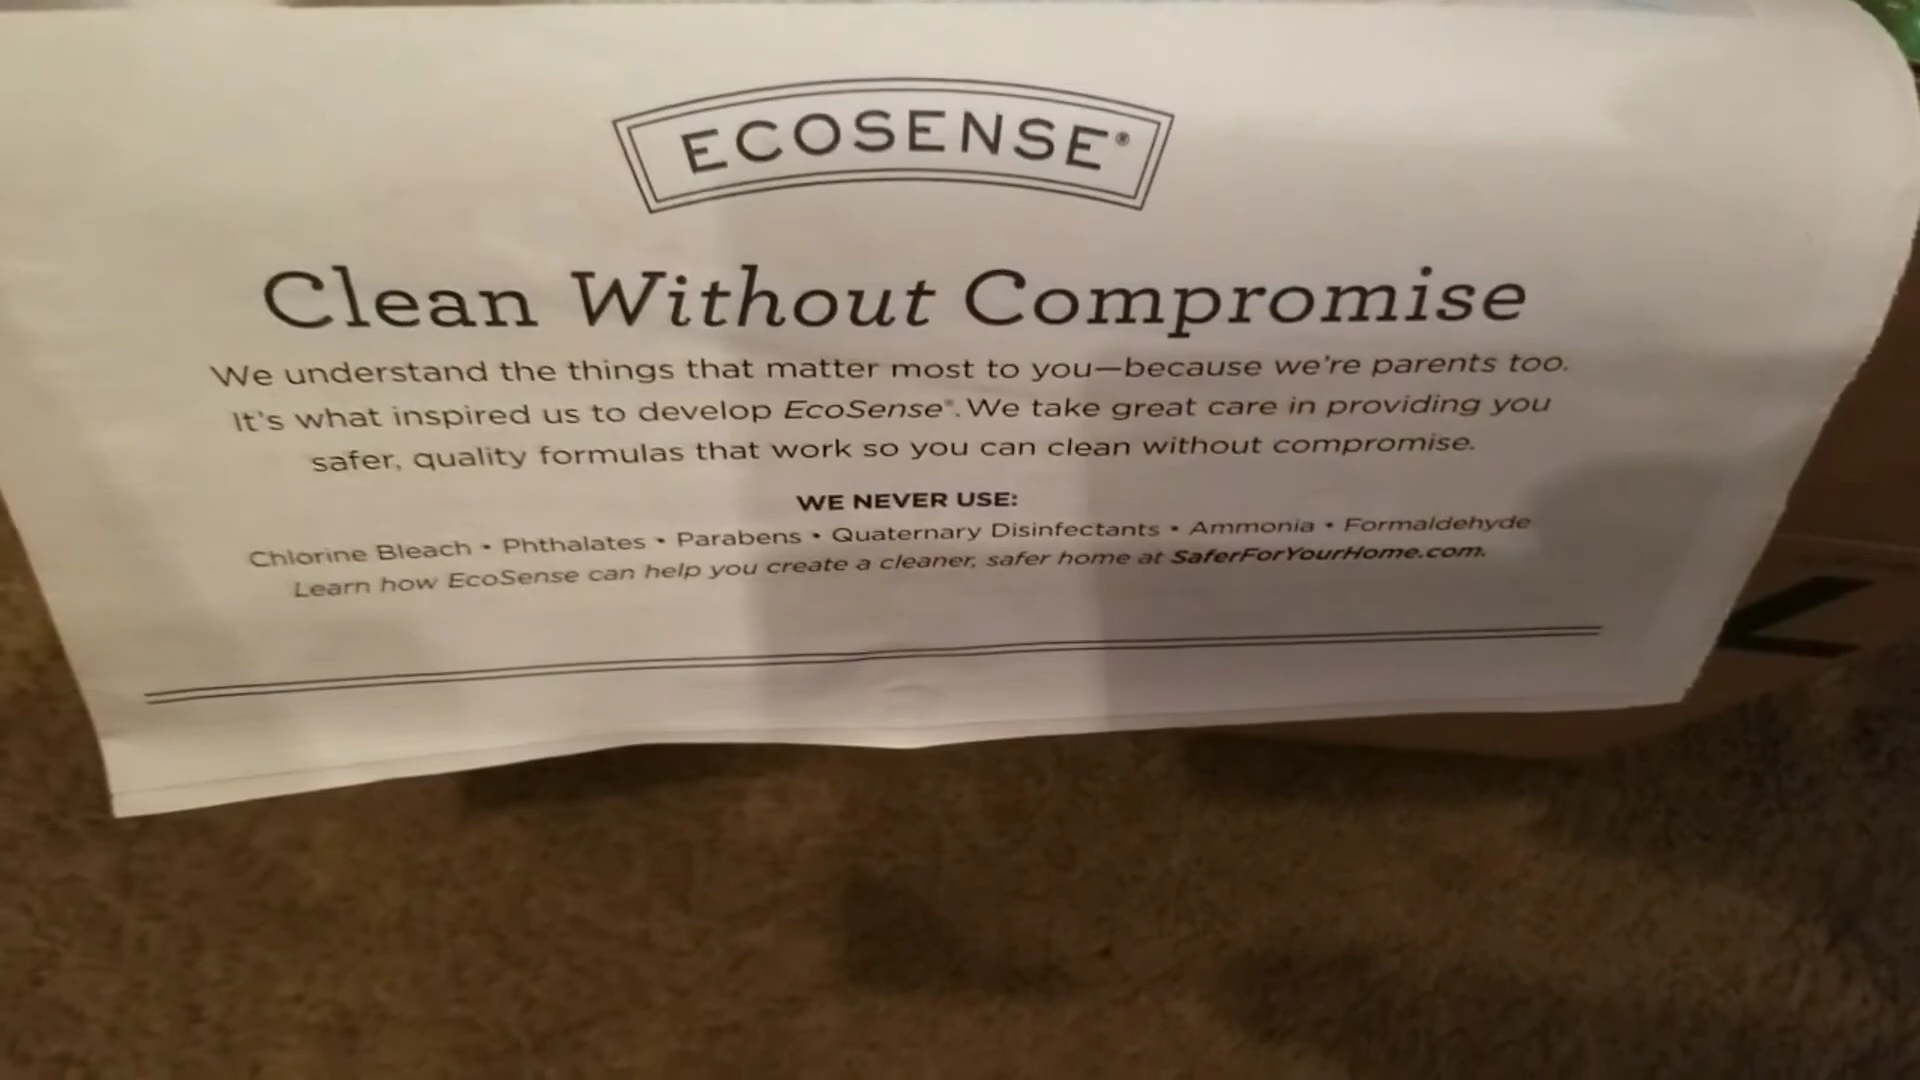 ECOSENSE®
Clean Without Compromise
We understand the things that matter most to you—because we're parents too.
It's what inspired us to develop EcoSense®. We take great care in providing you
safer, quality formulas that work so you can clean without compromise.
WE NEVER USE:
Chlorine Bleach • Phthalates • Parabens • Quaternary Disinfectants • Ammonia • Formaldehyde
Learn how EcoSense can help you create a cleaner, safer home at SaferForYourHome.com.